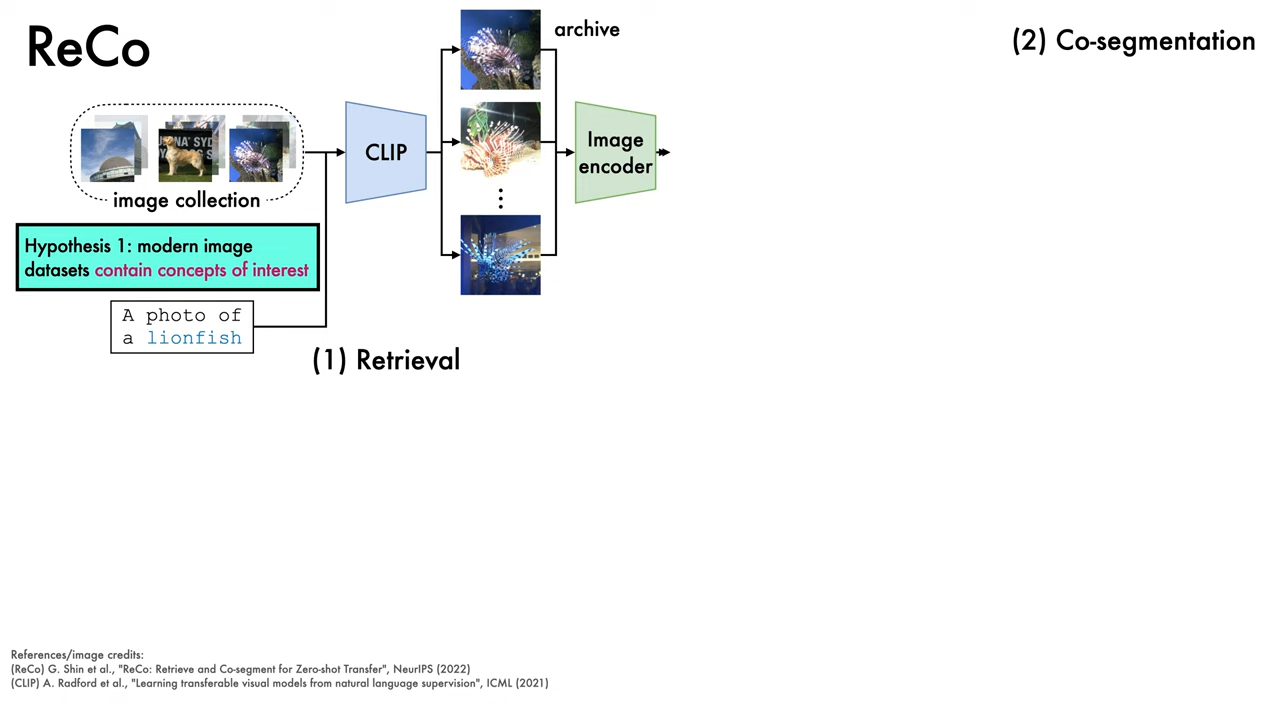 ReCo
archive
(2) Co-segmentation
CLIP
Image
encoder
image collection
Hypothesis 1: modern image
datasets contain concepts of interest
A photo of
a lionfish
(1) Retrieval
References/image credits:
(ReCo) G. Shin et al., "ReCo: Retrieve and Co-segment for Zero-shot Transfer", NeurIPS (2022)
(CLIP) A. Radford et al., "Learning transferable visual models from natural language supervision", ICML (2021)